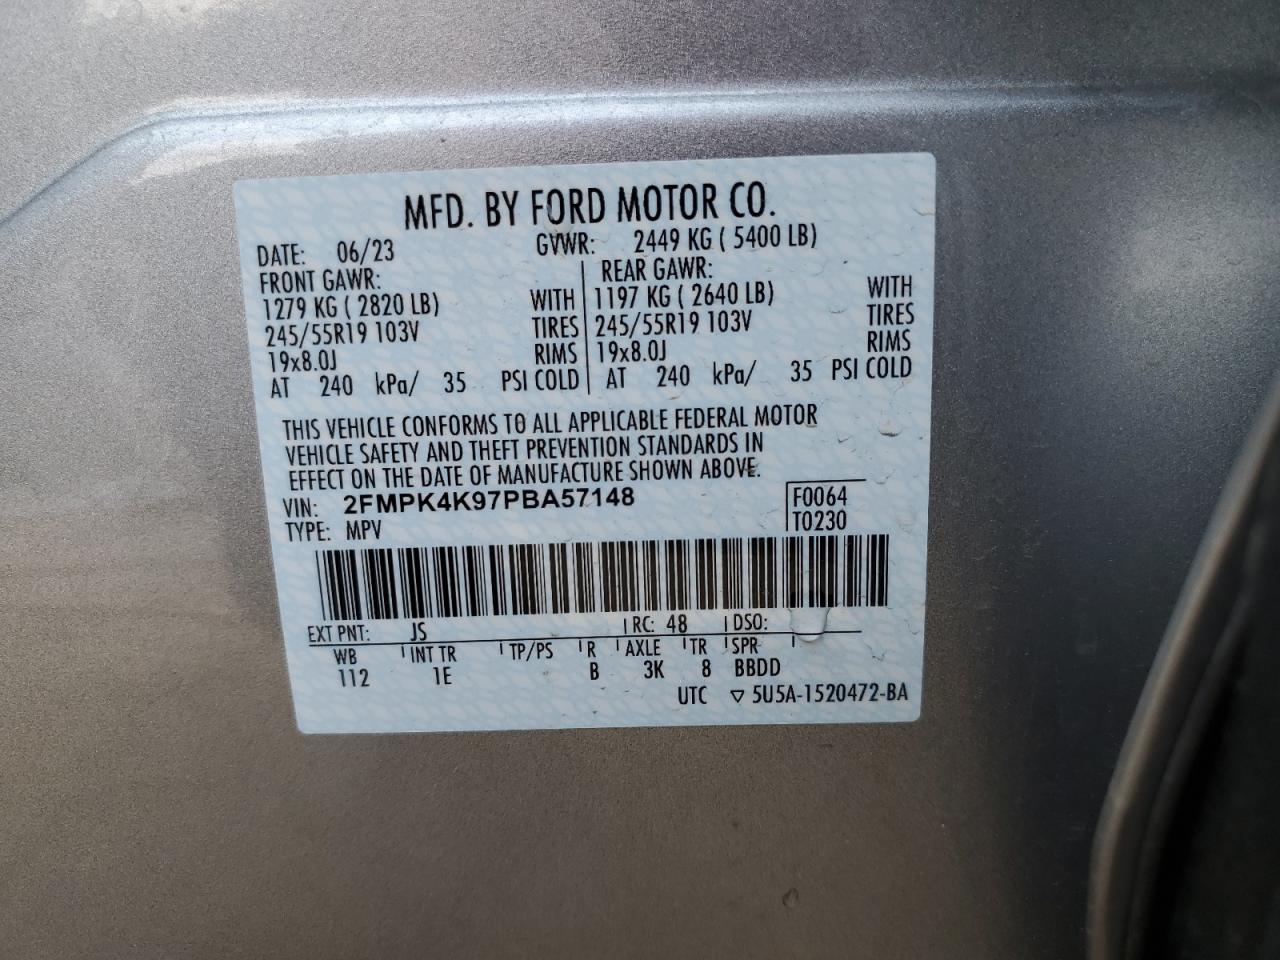 MFD. BY FORD MOTOR CO.
DATE: 06/23 GVWR: 2449 KG ( 5400 LB)
FRONT GAWR: REAR GAWR:
1279 KG ( 2820 LB) WITH 1197 KG ( 2640 LB) WITH
245/55R19 103V TIRES 245/55R19 103V TIRES
19x8.0J RIMS 19x8.0J RIMS
AT 240 kPa/ 35 PSI COLD AT 240 kPa/ 35 PSI COLD
THIS VEHICLE CONFORMS TO ALL APPLICABLE FEDERAL MOTOR
VEHICLE SAFETY AND THEFT PREVENTION STANDARDS IN
EFFECT ON THE DATE OF MANUFACTURE SHOWN ABOVE.
VIN: 2FMPK4K97PBA57148 F0064
TYPE: MPV T0230
EXT PNT: JS RC: 48 DSO:
WB INT TR TP/PS R AXLE TR SPR
112 1E B 3K 8 BBDD
UTC ▽ 5U5A-1520472-BA